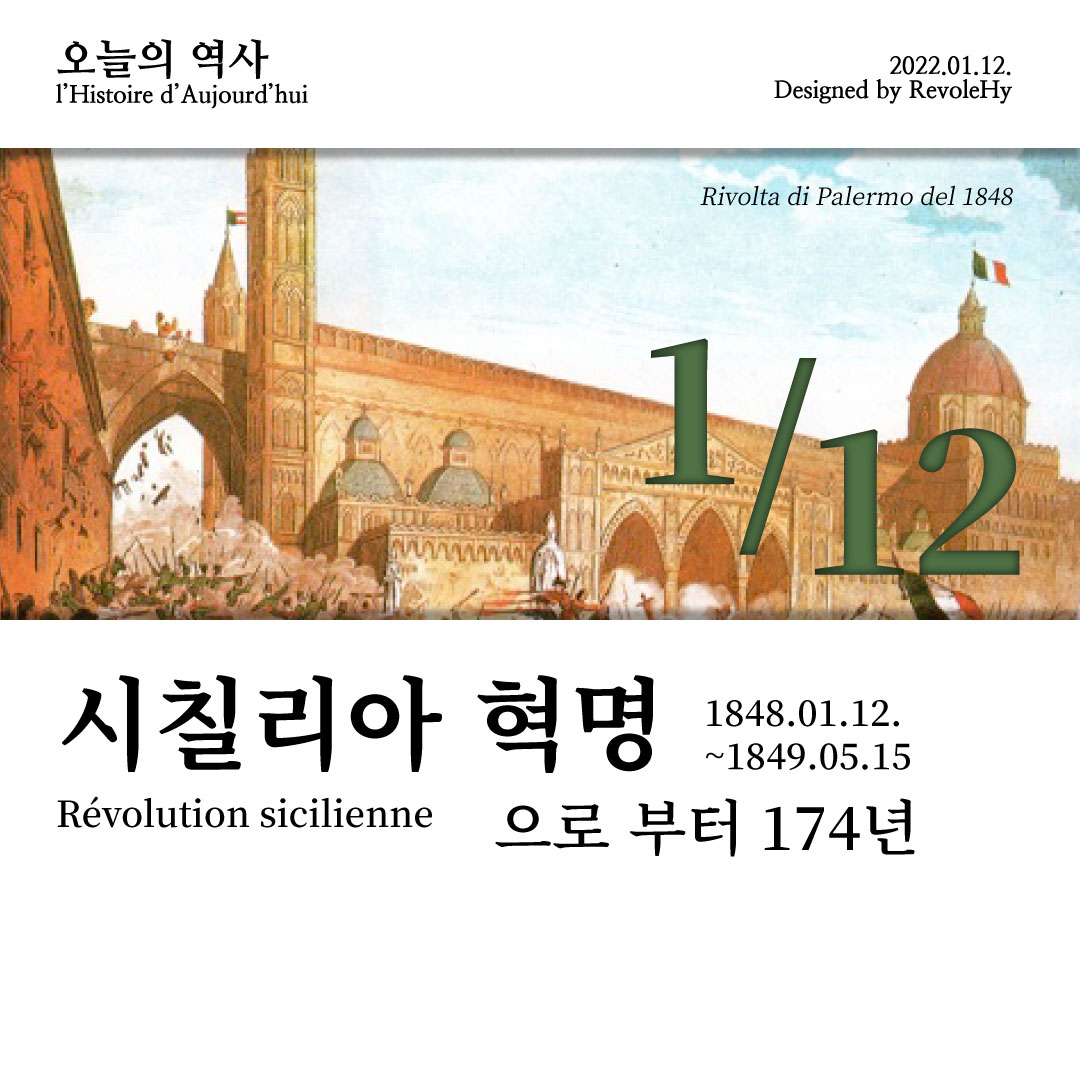 오늘의 역사
l’Histoire d’Aujourd’hui
2022.01.12.
Designed by RevoleHy
Rivolta di Palermo del 1848
1/12
시칠리아 혁명
1848.01.12.
~1849.05.15
Révolution sicilienne
으로 부터 174년